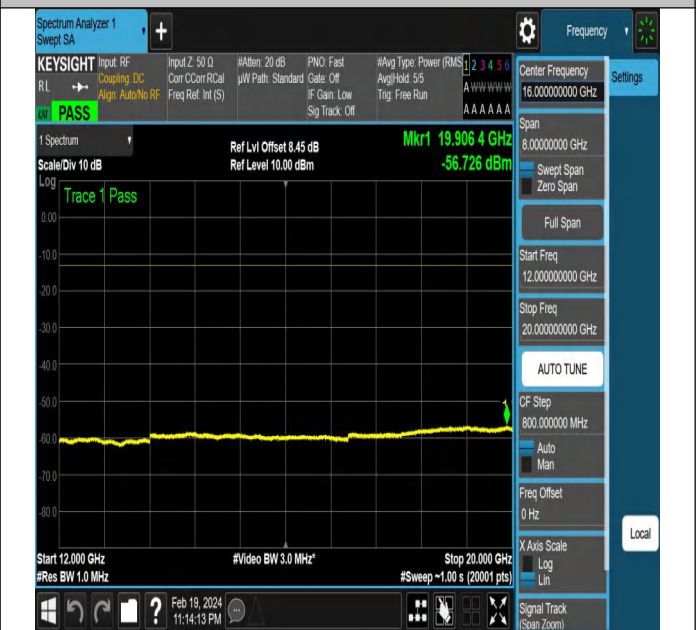 Spectrum Analyzer 1
Swept SA
+
Frequency
KEYSIGHT
RL
PASS
Input: RF
Coupling: DC
Align: Auto/No RF
Input Z: 50 Ω
Corr CCorr RCal
Freq Ref: Int (S)
#Atten: 20 dB
µW Path: Standard
PNO: Fast
Gate: Off
IF Gain: Low
Sig Track: Off
#Avg Type: Power (RMS
Avg|Hold: 5/5
Trig: Free Run
1 2 3 4 5 6
A W W W W W
A A A A A A
1 Spectrum
Scale/Div 10 dB
Ref Lvl Offset 8.45 dB
Ref Level 10.00 dBm
Mkr1 19.906 4 GHz
-56.726 dBm
Log
Trace 1 Pass
0.00
-10.0
-20.0
-30.0
-40.0
-50.0
-60.0
-70.0
-80.0
1
Start 12.000 GHz
#Res BW 1.0 MHz
#Video BW 3.0 MHz*
Stop 20.000 GHz
#Sweep ~1.00 s (20001 pts)
Center Frequency
16.000000000 GHz
Settings
Span
8.00000000 GHz
Swept Span
Zero Span
Full Span
Start Freq
12.000000000 GHz
Stop Freq
20.000000000 GHz
AUTO TUNE
CF Step
800.000000 MHz
Auto
Man
Freq Offset
0 Hz
X Axis Scale
Log
Lin
Signal Track
(Span Zoom)
Local
?
Feb 19, 2024
11:14:13 PM